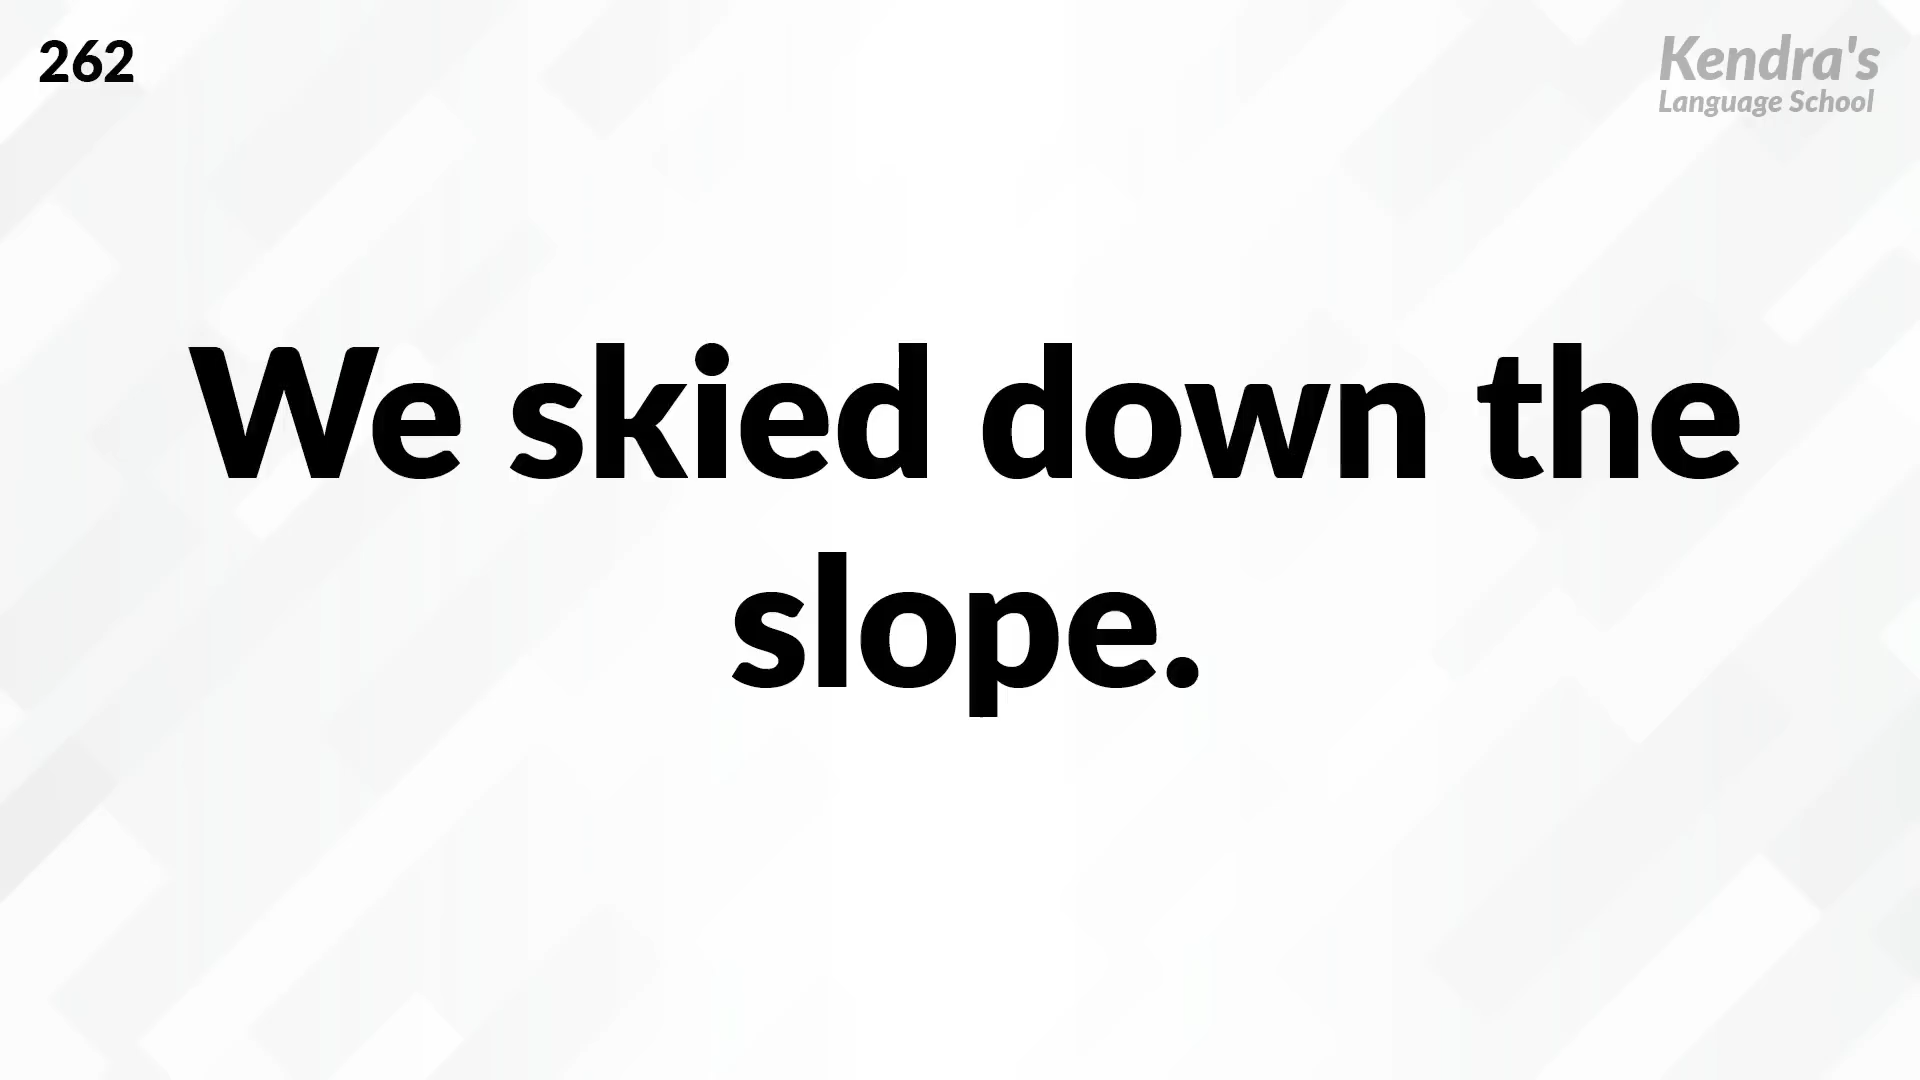 262
Kendra's
Language School
We skied down the
slope.